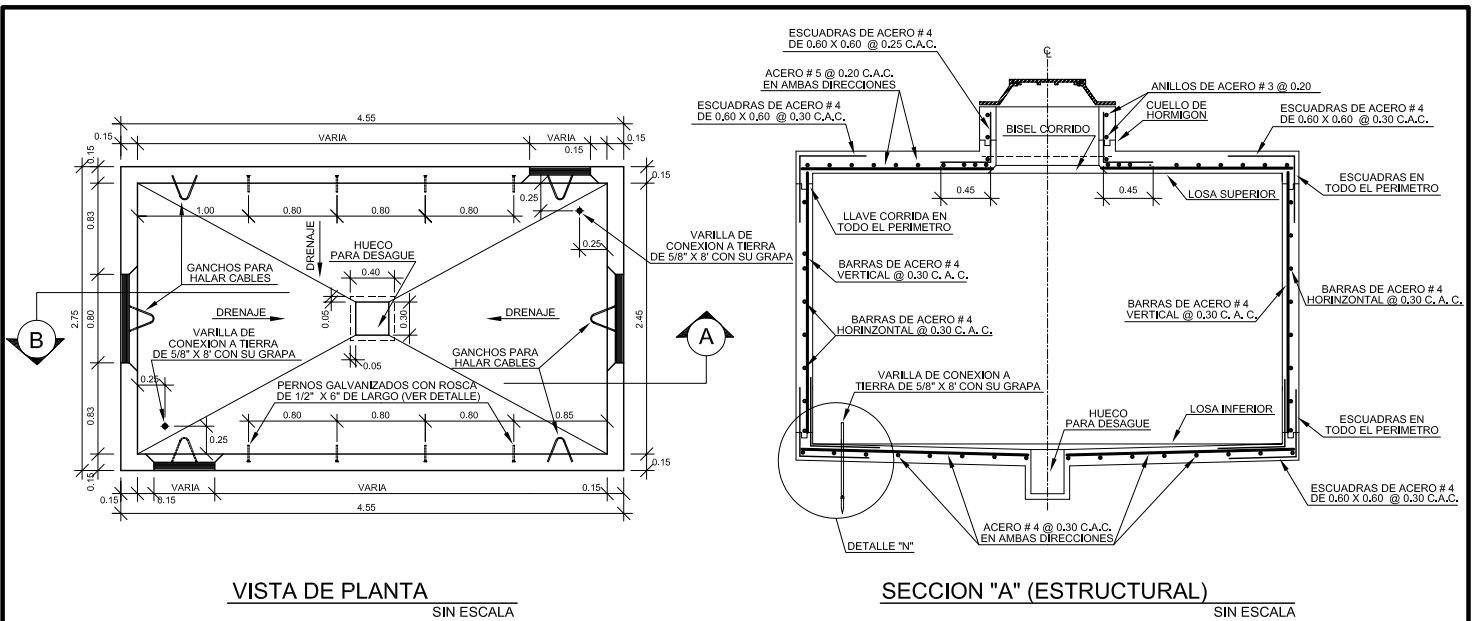 4.55
0.15
VARIA
VARIA
0.15
0.15
0.15
2.75
0.83
0.80
0.83
0.15
1.00
0.80
0.80
0.80
0.25
0.25
VARILLA DE
CONEXION A TIERRA
DE 5/8" X 8' CON SU GRAPA
GANCHOS PARA
HALAR CABLES
DRENAJE
HUECO
PARA DESAGUE
0.40
0.05
0.30
0.05
DRENAJE
DRENAJE
B
A
2.45
VARILLA DE
CONEXION A TIERRA
DE 5/8" X 8' CON SU GRAPA
GANCHOS PARA
HALAR CABLES
0.25
PERNOS GALVANIZADOS CON ROSCA
DE 1/2" X 6" DE LARGO (VER DETALLE)
0.80
0.80
0.80
0.85
0.25
0.15
0.15
0.15
VARIA
VARIA
0.15
4.55
VISTA DE PLANTA
SIN ESCALA
ESCUADRAS DE ACERO # 4
DE 0.60 X 0.60 @ 0.25 C.A.C.
ACERO # 5 @ 0.20 C.A.C.
EN AMBAS DIRECCIONES
ESCUADRAS DE ACERO # 4
DE 0.60 X 0.60 @ 0.30 C.A.C.
BISEL CORRIDO
ANILLOS DE ACERO # 3 @ 0.20
CUELLO DE
HORMIGON
ESCUADRAS DE ACERO # 4
DE 0.60 X 0.60 @ 0.30 C.A.C.
0.45
0.45
LOSA SUPERIOR
ESCUADRAS EN
TODO EL PERIMETRO
LLAVE CORRIDA EN
TODO EL PERIMETRO
BARRAS DE ACERO # 4
VERTICAL @ 0.30 C. A. C.
BARRAS DE ACERO # 4
HORINZONTAL @ 0.30 C. A. C.
BARRAS DE ACERO # 4
VERTICAL @ 0.30 C. A. C.
BARRAS DE ACERO # 4
HORINZONTAL @ 0.30 C. A. C.
VARILLA DE CONEXION A
TIERRA DE 5/8" X 8' CON SU GRAPA
HUECO
PARA DESAGUE
LOSA INFERIOR
ESCUADRAS EN
TODO EL PERIMETRO
ESCUADRAS DE ACERO # 4
DE 0.60 X 0.60 @ 0.30 C.A.C.
ACERO # 4 @ 0.30 C.A.C.
EN AMBAS DIRECCIONES
DETALLE "N"
SECCION "A" (ESTRUCTURAL)
SIN ESCALA